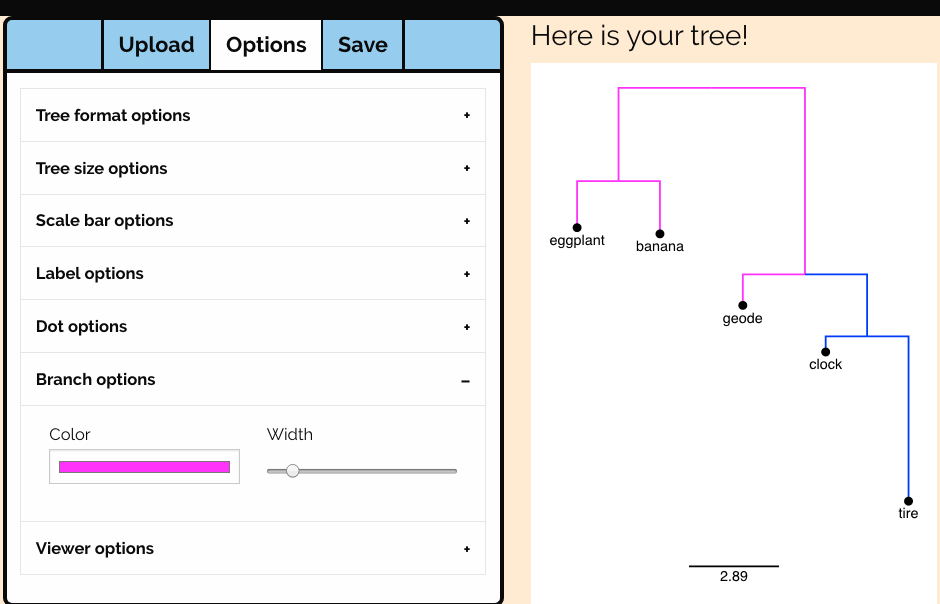 Upload
Options
Save
Tree format options +
Tree size options +
Scale bar options +
Label options +
Dot options +
Branch options –
Color
Width
Viewer options +
Here is your tree!
eggplant
banana
geode
clock
tire
2.89